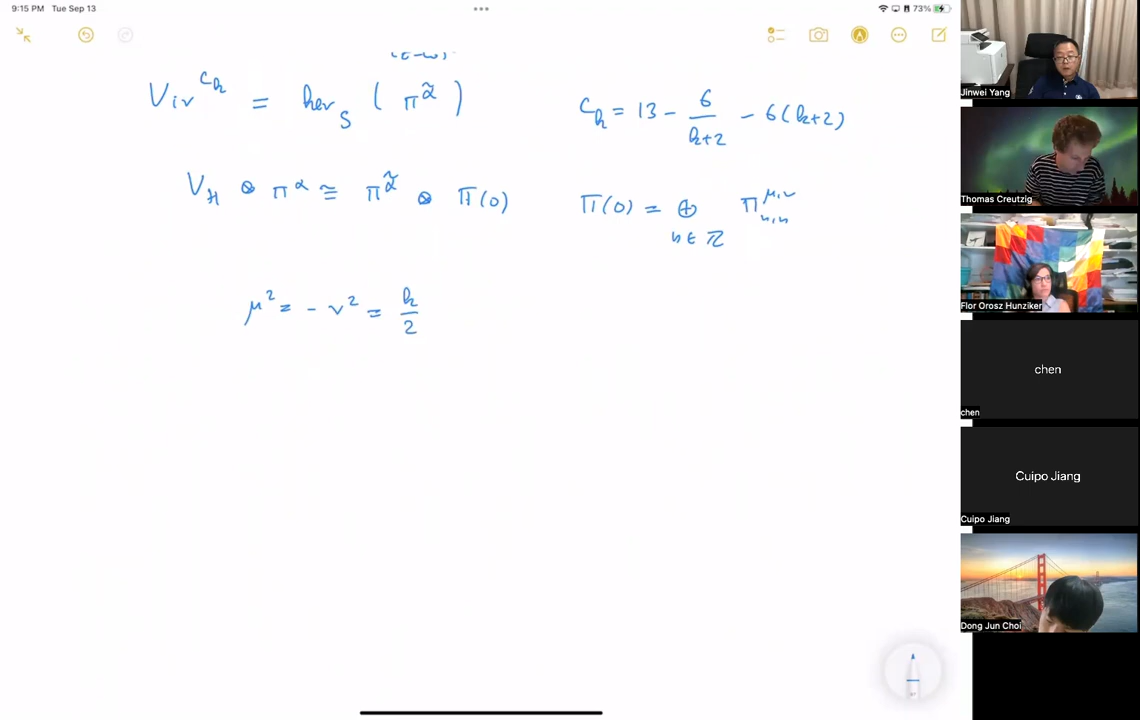 9:15 PM Tue Sep 13
73%
Vir^{c_k} = ker_S ( π^{α̃} )
c_k = 13 - 6/(k+2) - 6(k+2)
V_H ⊗ π^α ≅ π^{α̃} ⊗ Π(0)
Π(0) = ⊕_{n ∈ ℤ} π^{μ,ν}_{n,n}
μ² = - ν² = k/2
Jinwei Yang
Thomas Creutzig
Flor Orosz Hunziker
chen
chen
Cuipo Jiang
Cuipo Jiang
Dong Jun Choi